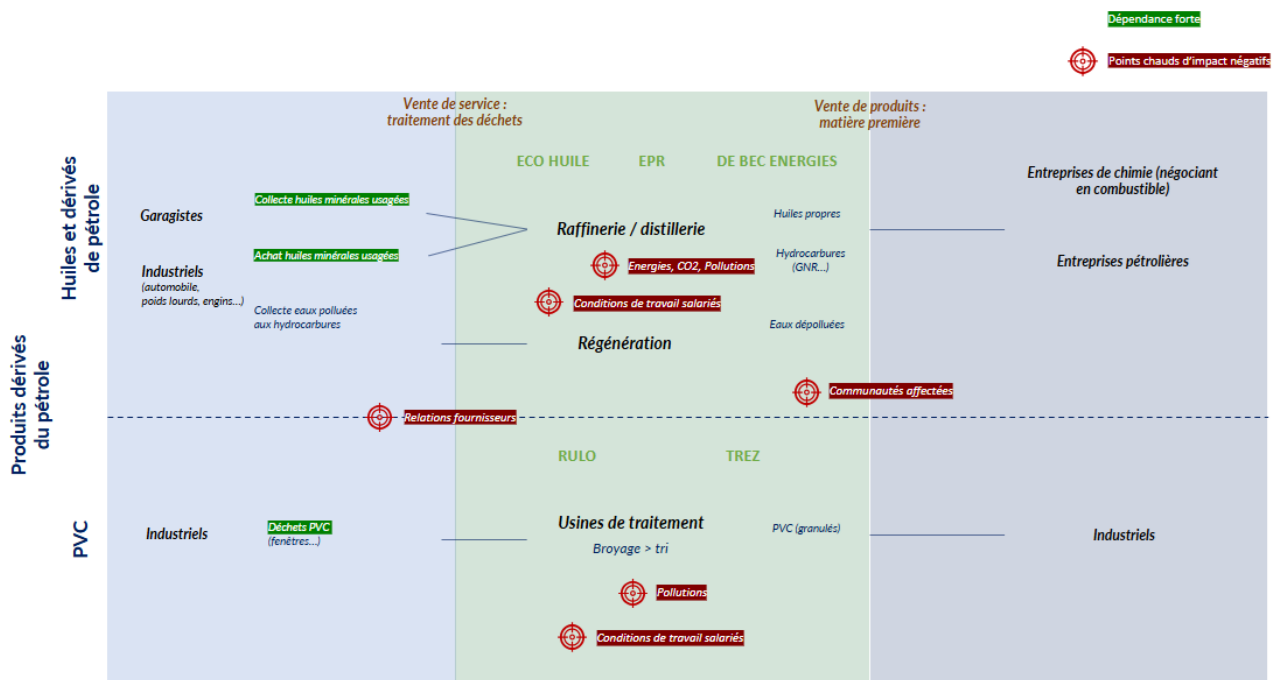 Dépendance forte
Points chauds d'impact négatifs
Vente de service :
traitement des déchets
Vente de produits :
matière première
Produits dérivés
du pétrole
Huiles et dérivés
de pétrole
ECO HUILE
EPR
DE BEC ENERGIES
Garagistes
Collecte huiles minérales usagées
Achat huiles minérales usagées
Industriels
(automobile,
poids lourds, engins...)
Collecte eaux polluées
aux hydrocarbures
Raffinerie / distillerie
Energies, CO2, Pollutions
Conditions de travail salariés
Régénération
Huiles propres
Hydrocarbures
(GNR...)
Eaux dépolluées
Entreprises de chimie (négociant
en combustible)
Entreprises pétrolières
Communautés affectées
Relations fournisseurs
PVC
RULO
TREZ
Industriels
Déchets PVC
(fenêtres...)
Usines de traitement
Broyage > tri
PVC (granulés)
Industriels
Pollutions
Conditions de travail salariés